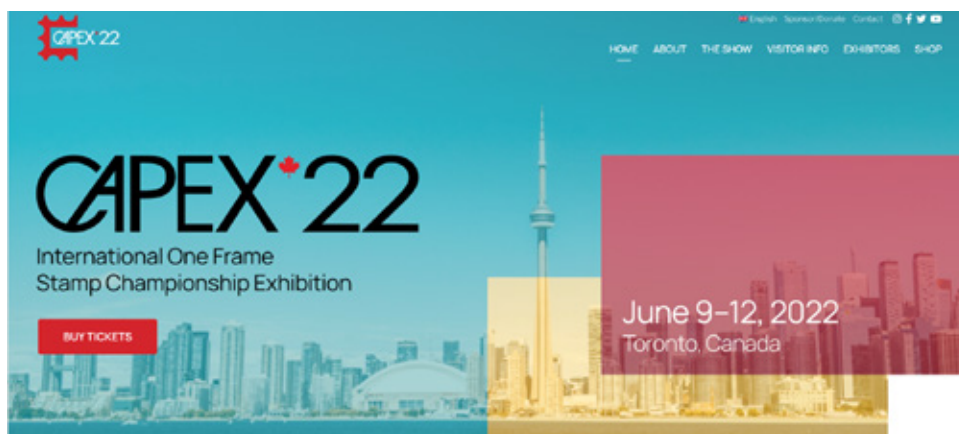 English Sponsor/Donate Contact
CAPEX'22
HOME ABOUT THE SHOW VISITOR INFO EXHIBITORS SHOP
CAPEX'22
International One Frame
Stamp Championship Exhibition
BUY TICKETS
June 9–12, 2022
Toronto, Canada